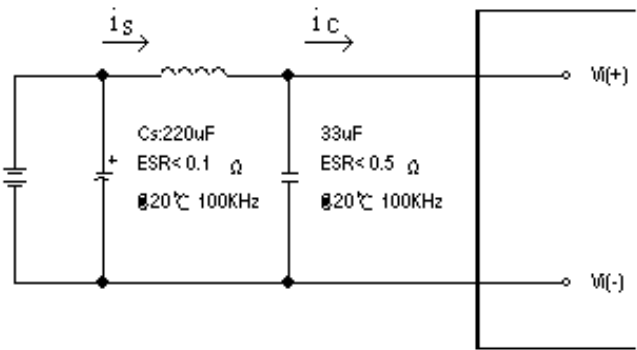 is
ic
Vi(+)
Cs:220uF
ESR<0.1 Ω
@20℃ 100KHz
33uF
ESR<0.5 Ω
@20℃ 100KHz
+
Vi(-)